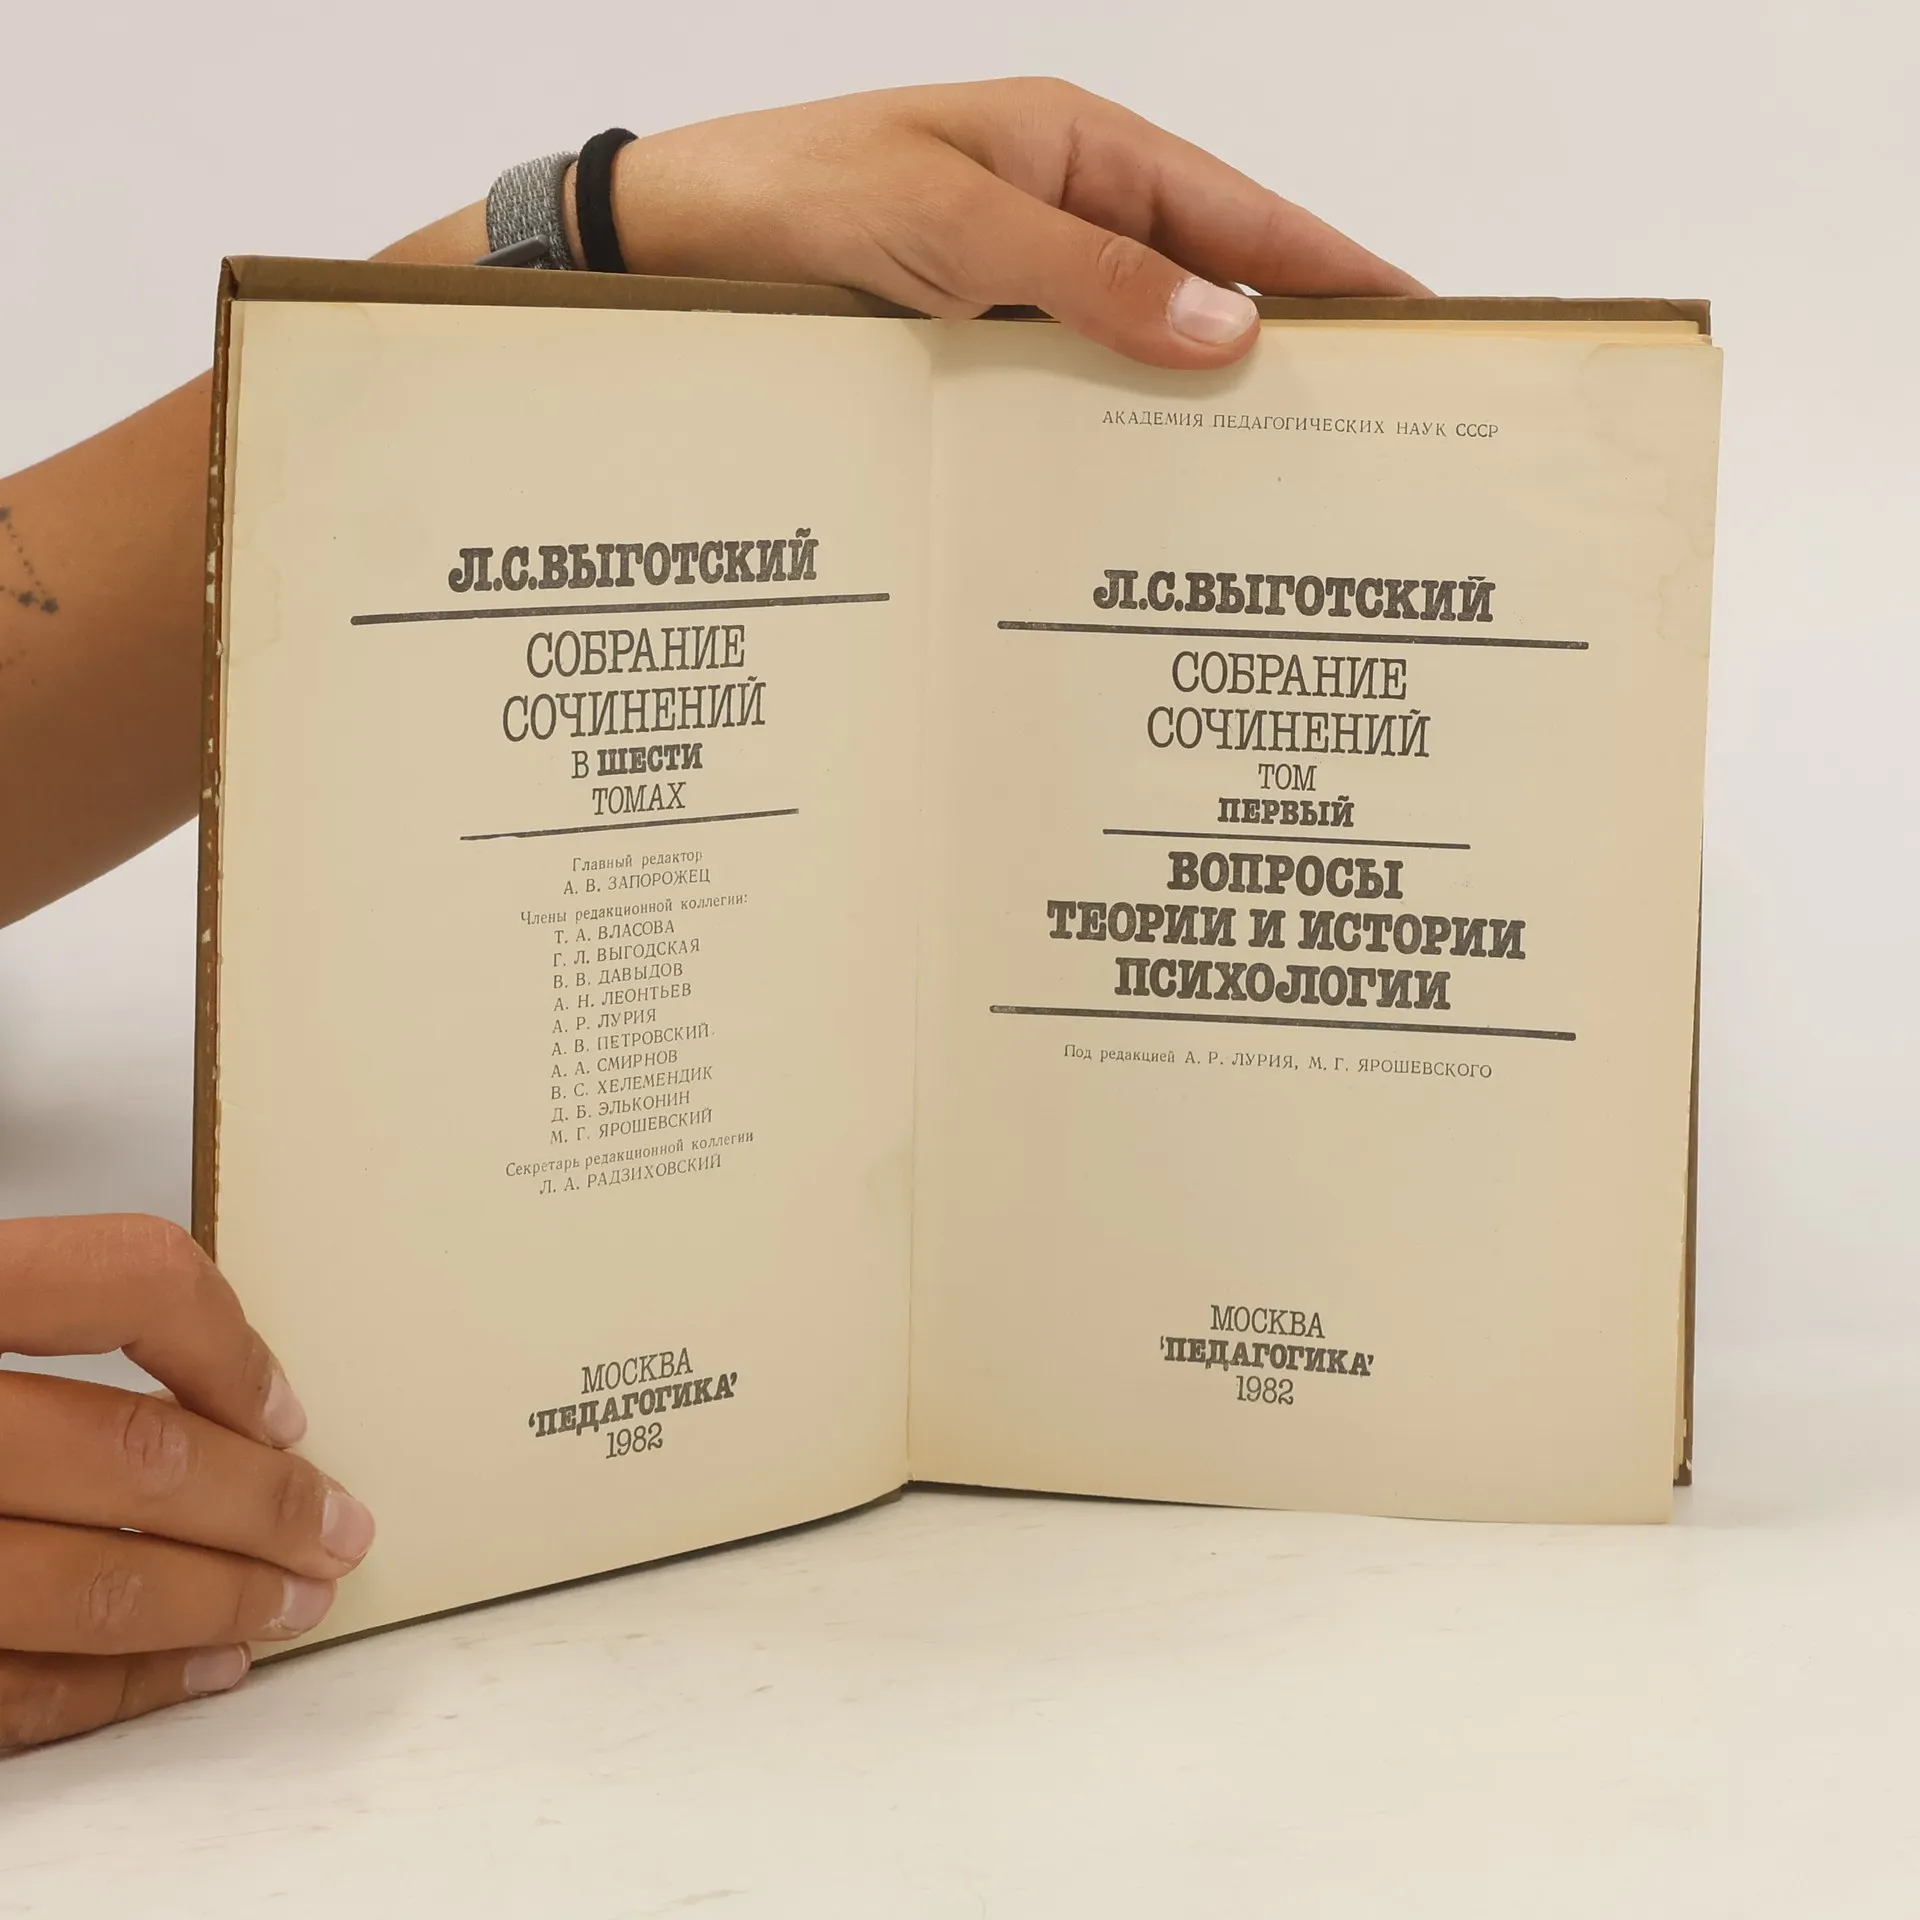 Л.С.ВЫГОТСКИЙ
СОБРАНИЕ
СОЧИНЕНИЙ
В ШЕСТИ
ТОМАХ
Главный редактор
А. В. ЗАПОРОЖЕЦ
Члены редакционной коллегии:
Т. А. ВЛАСОВА
Г. Л. ВЫГОДСКАЯ
В. В. ДАВЫДОВ
А. Н. ЛЕОНТЬЕВ
А. Р. ЛУРИЯ
А. В. ПЕТРОВСКИЙ
А. А. СМИРНОВ
В. С. ХЕЛЕМЕНДИК
Д. Б. ЭЛЬКОНИН
М. Г. ЯРОШЕВСКИЙ
Секретарь редакционной коллегии
Л. А. РАДЗИХОВСКИЙ
МОСКВА
‘ПЕДАГОГИКА’
1982
АКАДЕМИЯ ПЕДАГОГИЧЕСКИХ НАУК СССР
Л.С.ВЫГОТСКИЙ
СОБРАНИЕ
СОЧИНЕНИЙ
ТОМ
ПЕРВЫЙ
ВОПРОСЫ
ТЕОРИИ И ИСТОРИИ
ПСИХОЛОГИИ
Под редакцией А. Р. ЛУРИЯ, М. Г. ЯРОШЕВСКОГО
МОСКВА
‘ПЕДАГОГИКА’
1982